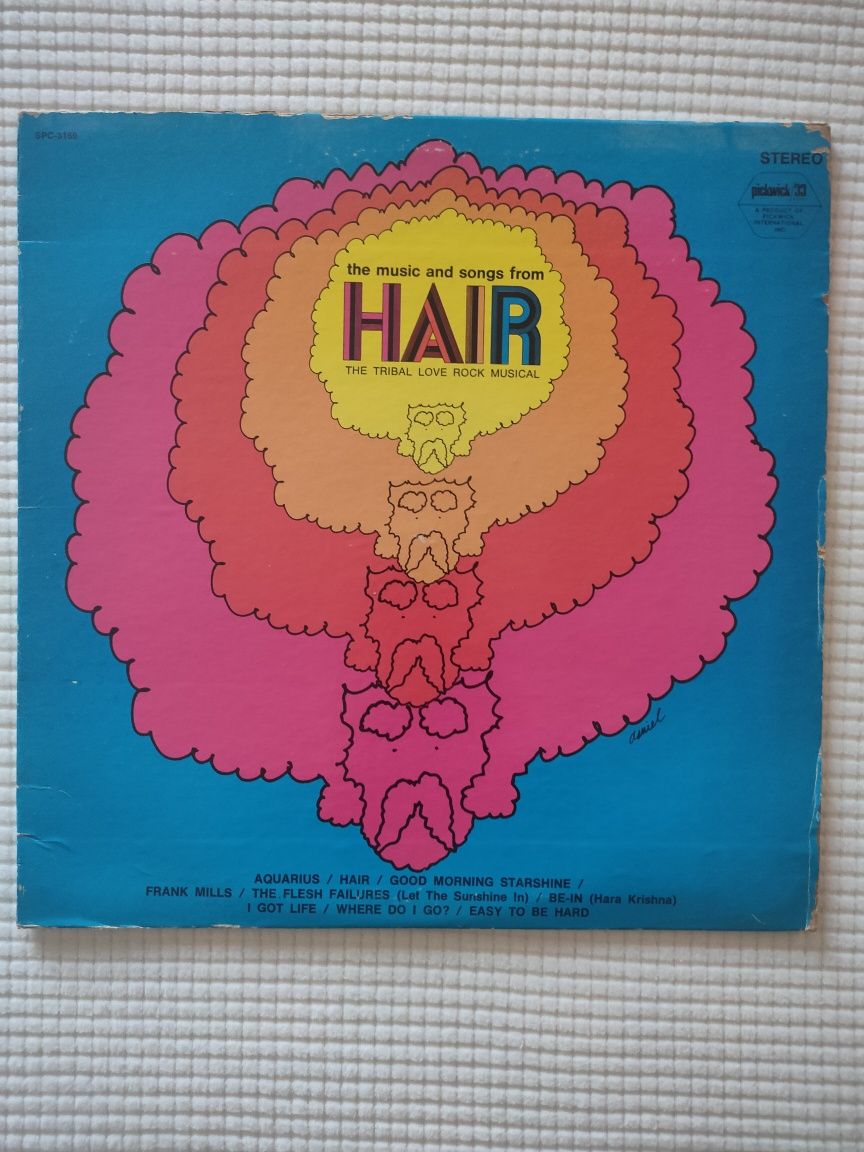 SPC-3169
STEREO
pickwick/33
A PRODUCT OF
PICKWICK
INTERNATIONAL
INC.
the music and songs from
HAIR
THE TRIBAL LOVE ROCK MUSICAL
daniel
AQUARIUS / HAIR / GOOD MORNING STARSHINE /
FRANK MILLS / THE FLESH FAILURES (Let The Sunshine In) / BE-IN (Hara Krishna)
I GOT LIFE / WHERE DO I GO? / EASY TO BE HARD